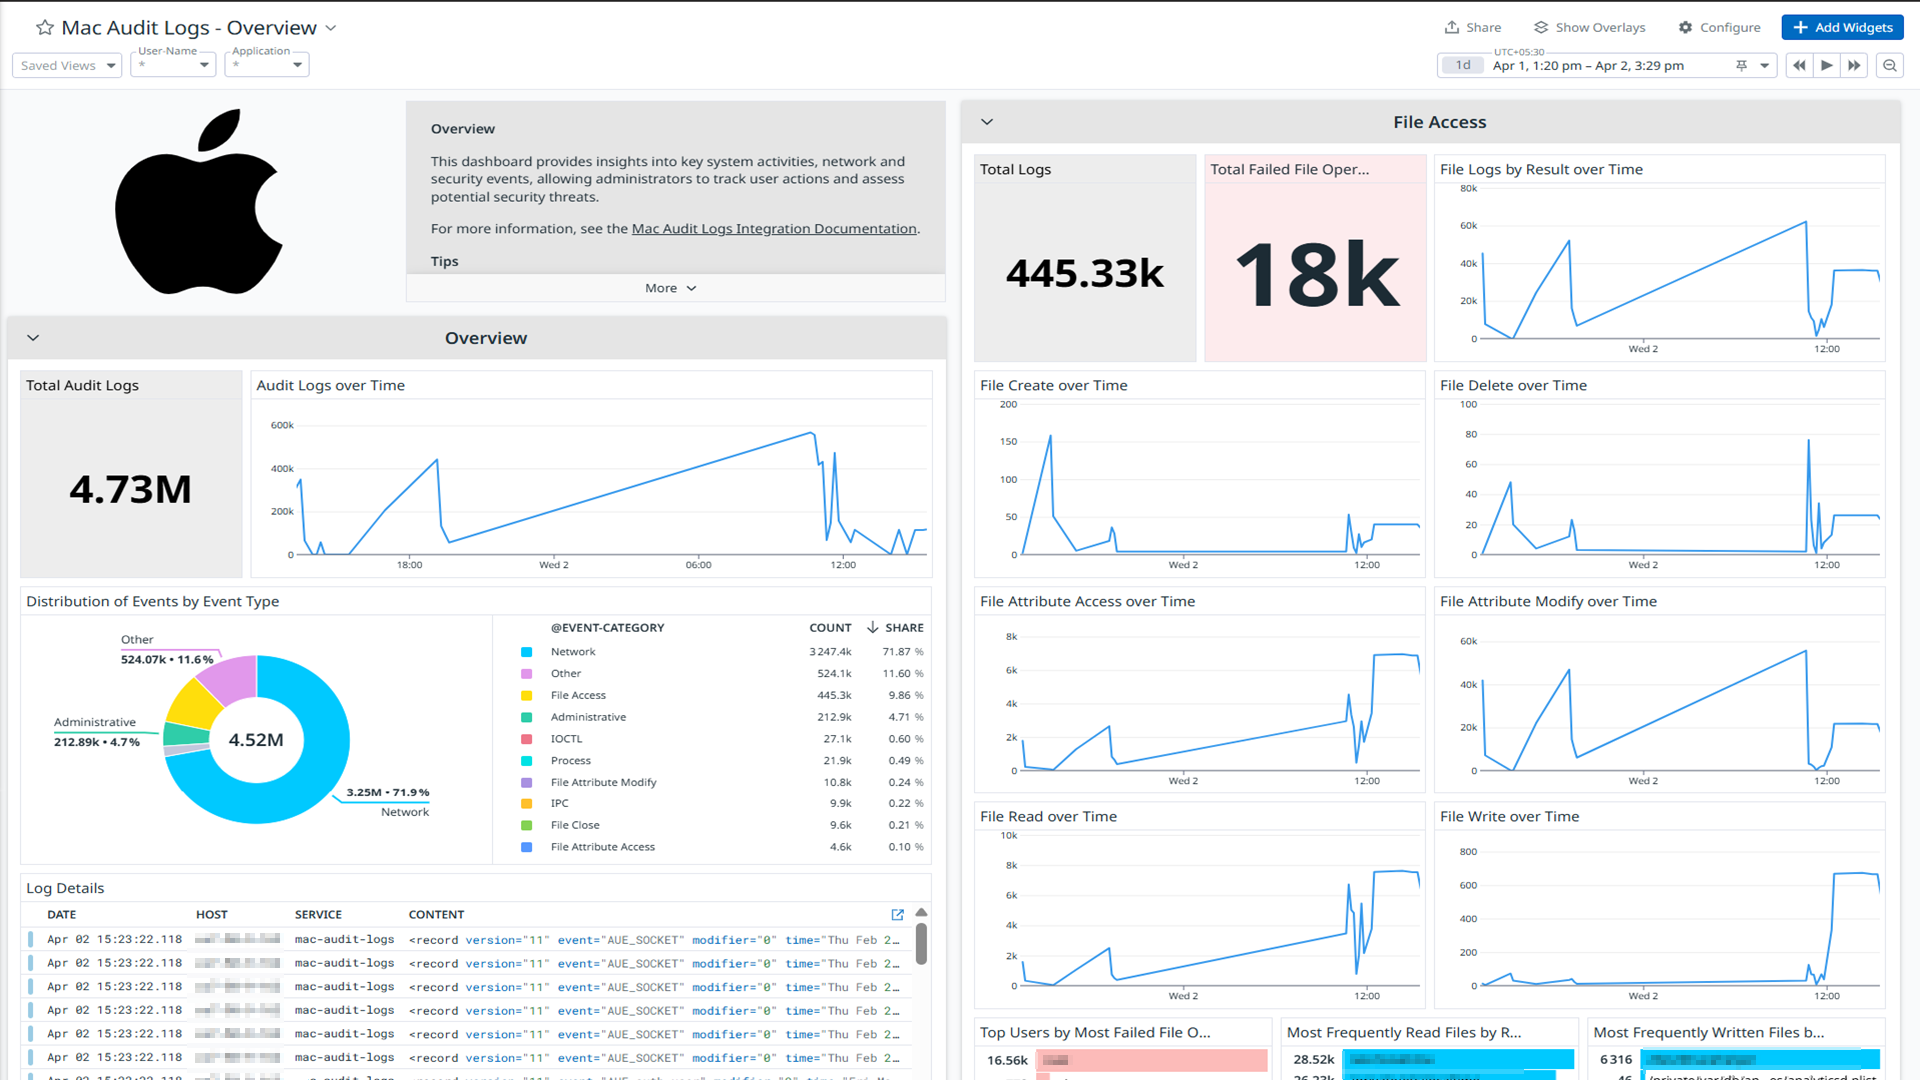 Mac Audit Logs - Overview
Share
Show Overlays
Configure
Add Widgets
Saved Views
User-Name
*
Application
*
UTC+05:30
1d
Apr 1, 1:20 pm – Apr 2, 3:29 pm
Overview
This dashboard provides insights into key system activities, network and
security events, allowing administrators to track user actions and assess
potential security threats.
For more information, see the Mac Audit Logs Integration Documentation.
Tips
More
Overview
Total Audit Logs
4.73M
Audit Logs over Time
600k
400k
200k
0
18:00
Wed 2
06:00
12:00
Distribution of Events by Event Type
Other
524.07k • 11.6%
Administrative
212.89k • 4.7%
4.52M
3.25M • 71.9%
Network
@EVENT-CATEGORY COUNT SHARE
Network 3 247.4k 71.87 %
Other 524.1k 11.60 %
File Access 445.3k 9.86 %
Administrative 212.9k 4.71 %
IOCTL 27.1k 0.60 %
Process 21.9k 0.49 %
File Attribute Modify 10.8k 0.24 %
IPC 9.9k 0.22 %
File Close 9.6k 0.21 %
File Attribute Access 4.6k 0.10 %
Log Details
DATE HOST SERVICE CONTENT
Apr 02 15:23:22.118 mac-audit-logs <record version="11" event="AUE_SOCKET" modifier="0" time="Thu Feb 2…
Apr 02 15:23:22.118 mac-audit-logs <record version="11" event="AUE_SOCKET" modifier="0" time="Thu Feb 2…
Apr 02 15:23:22.118 mac-audit-logs <record version="11" event="AUE_SOCKET" modifier="0" time="Thu Feb 2…
Apr 02 15:23:22.118 mac-audit-logs <record version="11" event="AUE_SOCKET" modifier="0" time="Thu Feb 2…
Apr 02 15:23:22.118 mac-audit-logs <record version="11" event="AUE_SOCKET" modifier="0" time="Thu Feb 2…
Apr 02 15:23:22.118 mac-audit-logs <record version="11" event="AUE_SOCKET" modifier="0" time="Thu Feb 2…
File Access
Total Logs
445.33k
Total Failed File Oper...
18k
File Logs by Result over Time
80k
60k
40k
20k
0
Wed 2
12:00
File Create over Time
200
150
100
50
0
Wed 2
12:00
File Delete over Time
100
80
60
40
20
0
Wed 2
12:00
File Attribute Access over Time
8k
6k
4k
2k
0
Wed 2
12:00
File Attribute Modify over Time
60k
40k
20k
0
Wed 2
12:00
File Read over Time
10k
8k
6k
4k
2k
0
Wed 2
12:00
File Write over Time
800
600
400
200
0
Wed 2
12:00
Top Users by Most Failed File O...
16.56k
Most Frequently Read Files by R...
28.52k
Most Frequently Written Files b...
6 316